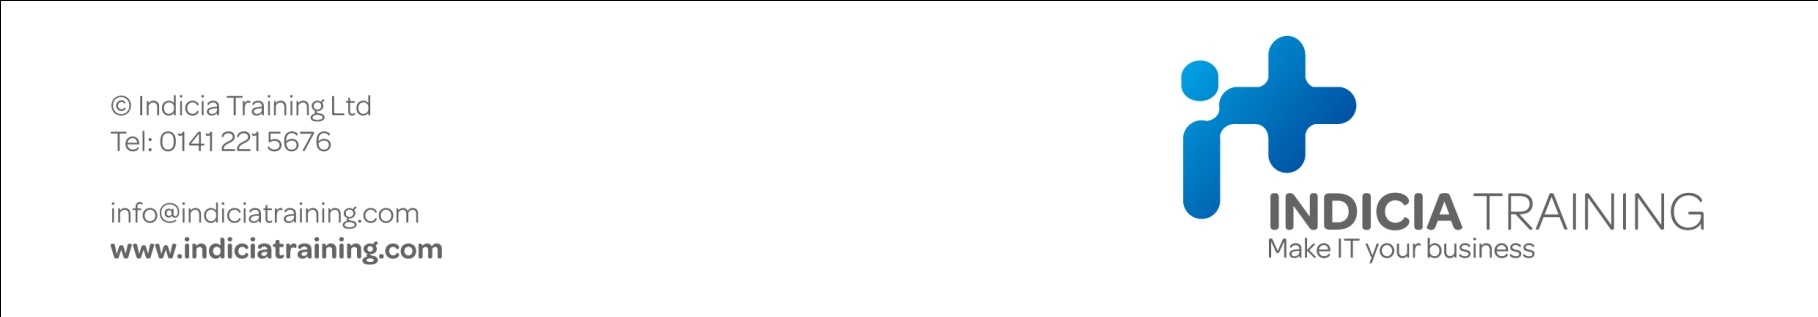 © Indicia Training Ltd
Tel: 0141 221 5676
info@indiciatraining.com
www.indiciatraining.com
INDICIA TRAINING
Make IT your business